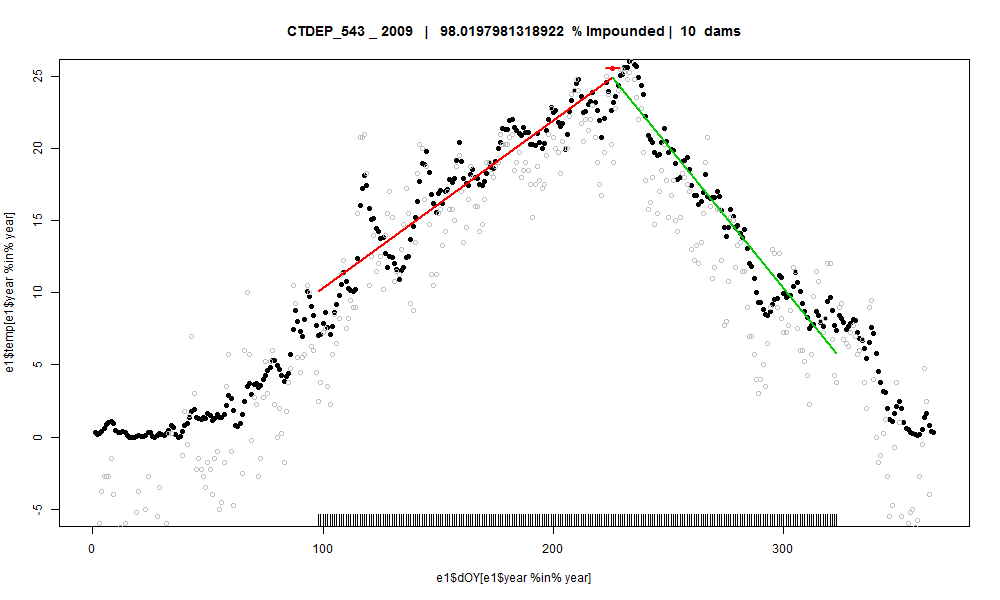 CTDEP_543 _ 2009 | 98.0197981318922 % Impounded | 10 dams
e1$temp[e1$year %in% year]
25
20
15
10
5
0
-5
0 100 200 300
e1$dOY[e1$year %in% year]